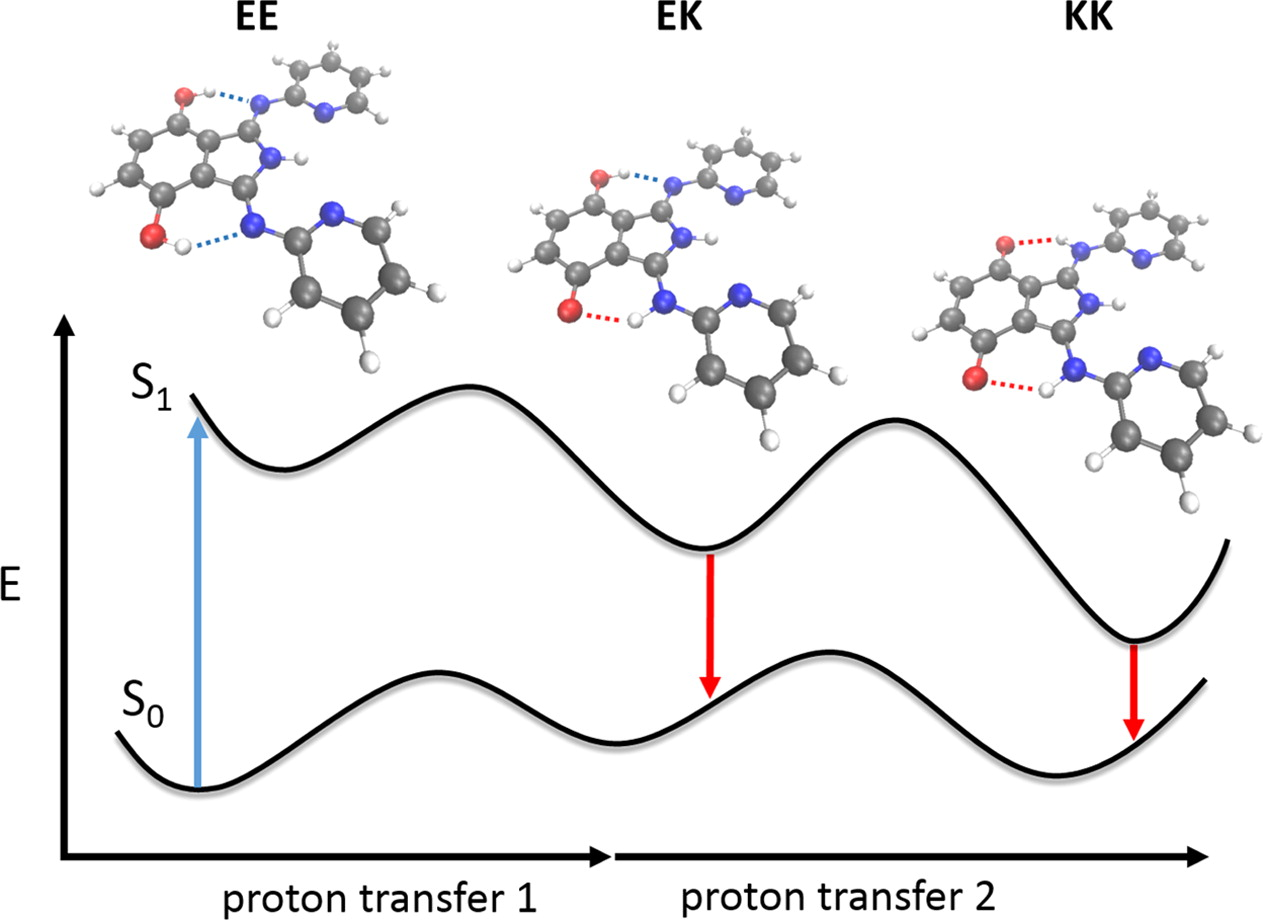 EE
EK
KK
S1
S0
E
proton transfer 1
proton transfer 2